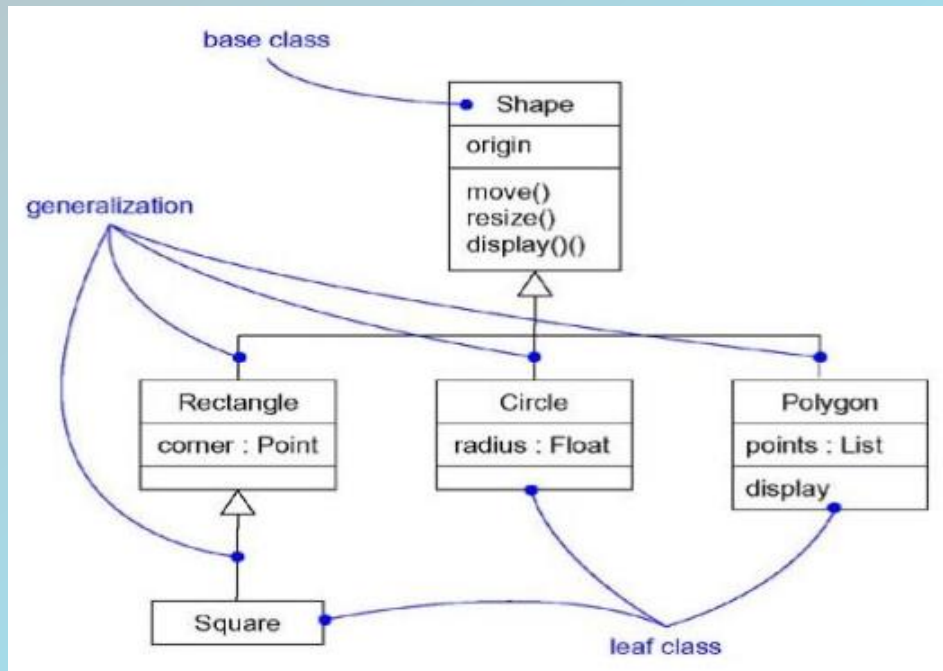 base class
Shape
origin
move()
resize()
display()()
generalization
Rectangle
corner : Point
Circle
radius : Float
Polygon
points : List
display
Square
leaf class